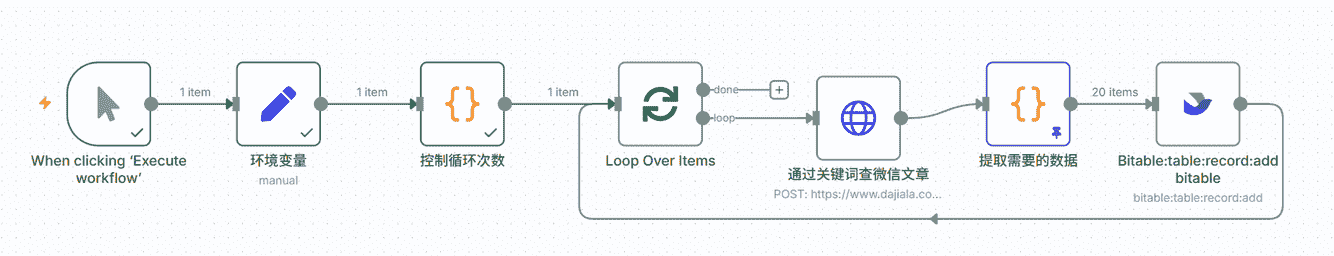 When clicking ‘Execute
workflow’
1 item
环境变量
manual
1 item
控制循环次数
1 item
Loop Over Items
done
loop
通过关键词查微信文章
POST: https://www.dajiala.co...
提取需要的数据
20 items
Bitable:table:record:add
bitable
bitable:table:record:add